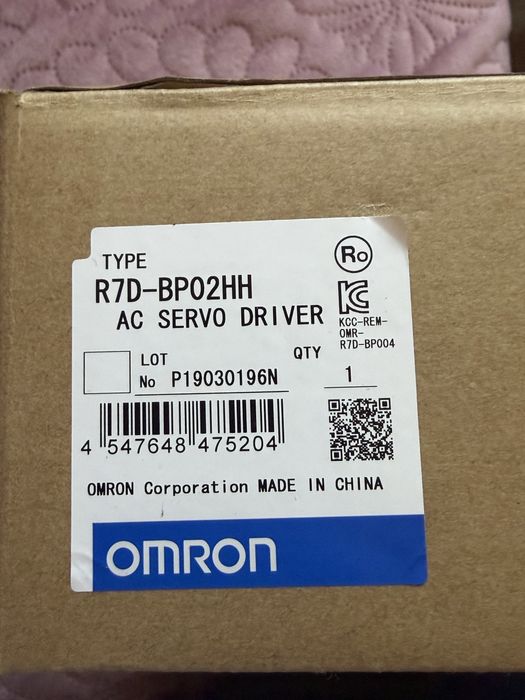 TYPE
R7D-BP02HH
AC SERVO DRIVER
Ro
KC
KCC-REM-
OMR-
R7D-BP004
LOT
No P19030196N
QTY
1
4 547648 475204
OMRON Corporation MADE IN CHINA
OMRON